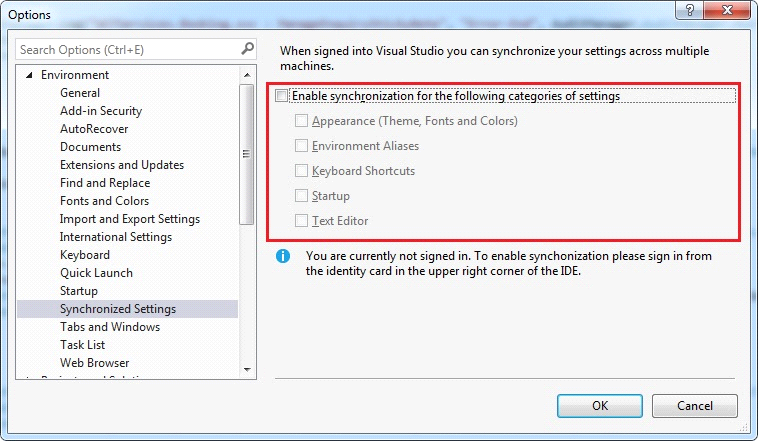 Options
Search Options (Ctrl+E)
Environment
General
Add-in Security
AutoRecover
Documents
Extensions and Updates
Find and Replace
Fonts and Colors
Import and Export Settings
International Settings
Keyboard
Quick Launch
Startup
Synchronized Settings
Tabs and Windows
Task List
Web Browser
When signed into Visual Studio you can synchronize your settings across multiple
machines.
Enable synchronization for the following categories of settings
Appearance (Theme, Fonts and Colors)
Environment Aliases
Keyboard Shortcuts
Startup
Text Editor
You are currently not signed in. To enable synchonization please sign in from
the identity card in the upper right corner of the IDE.
OK
Cancel